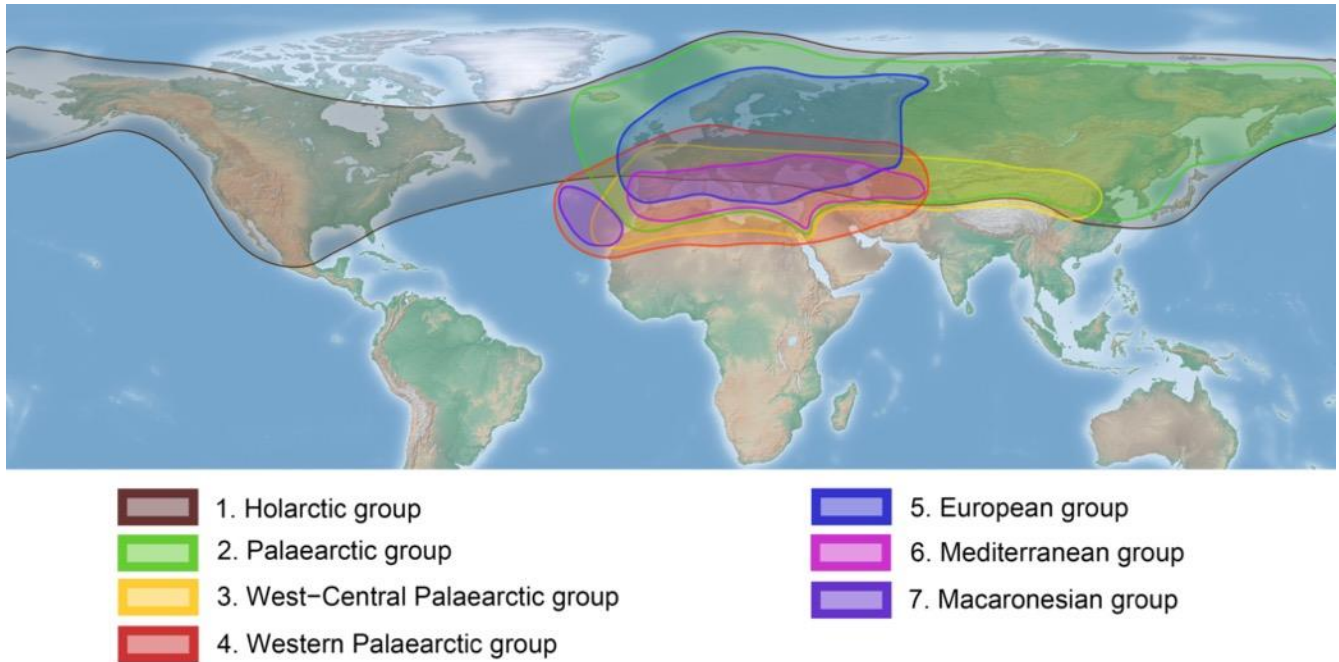 1. Holarctic group
2. Palaearctic group
3. West−Central Palaearctic group
4. Western Palaearctic group
5. European group
6. Mediterranean group
7. Macaronesian group